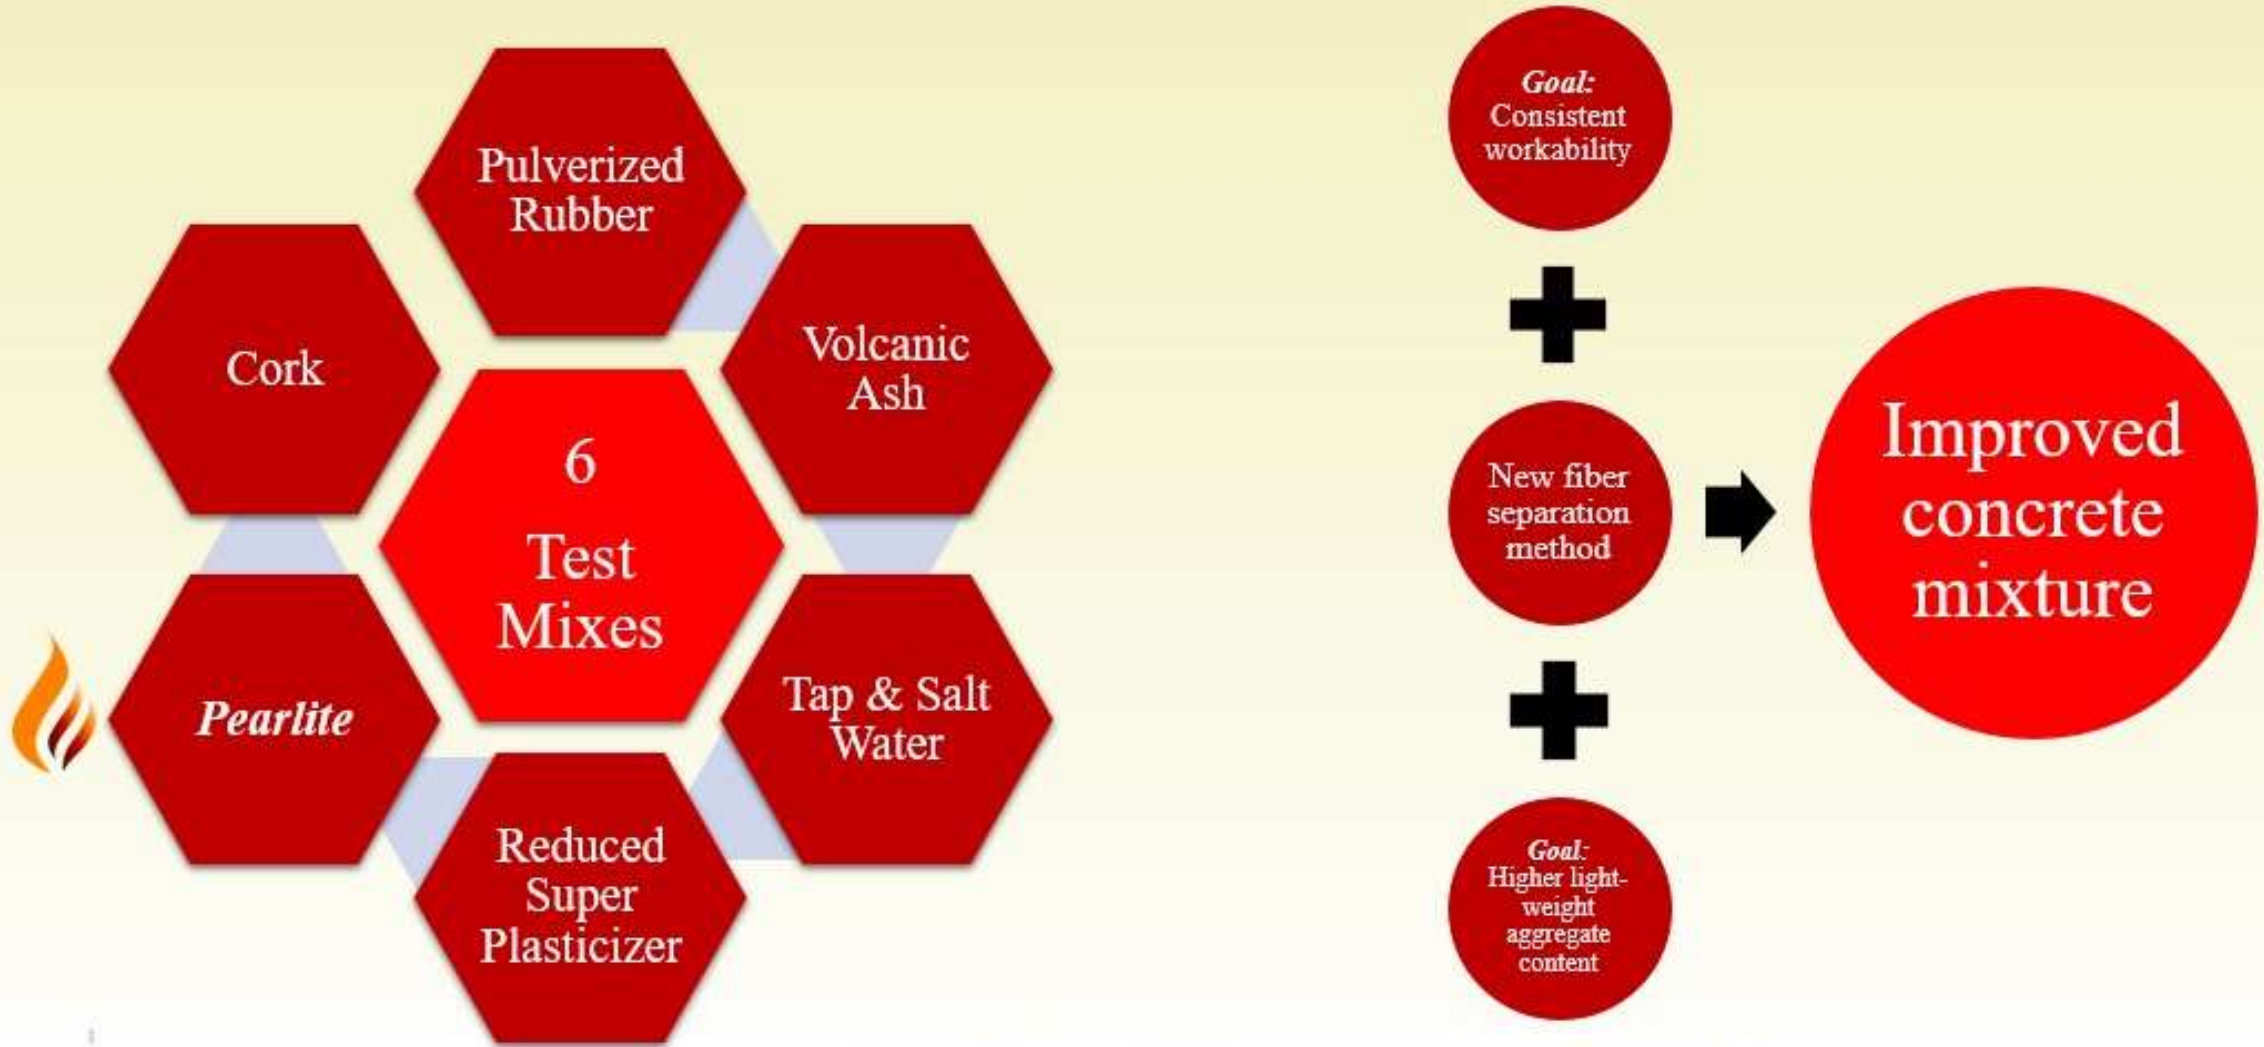 Pulverized
Rubber
Volcanic
Ash
Tap & Salt
Water
Reduced
Super
Plasticizer
Pearlite
Cork
6
Test
Mixes
Goal:
Consistent
workability
New fiber
separation
method
Goal:
Higher light-
weight
aggregate
content
Improved
concrete
mixture